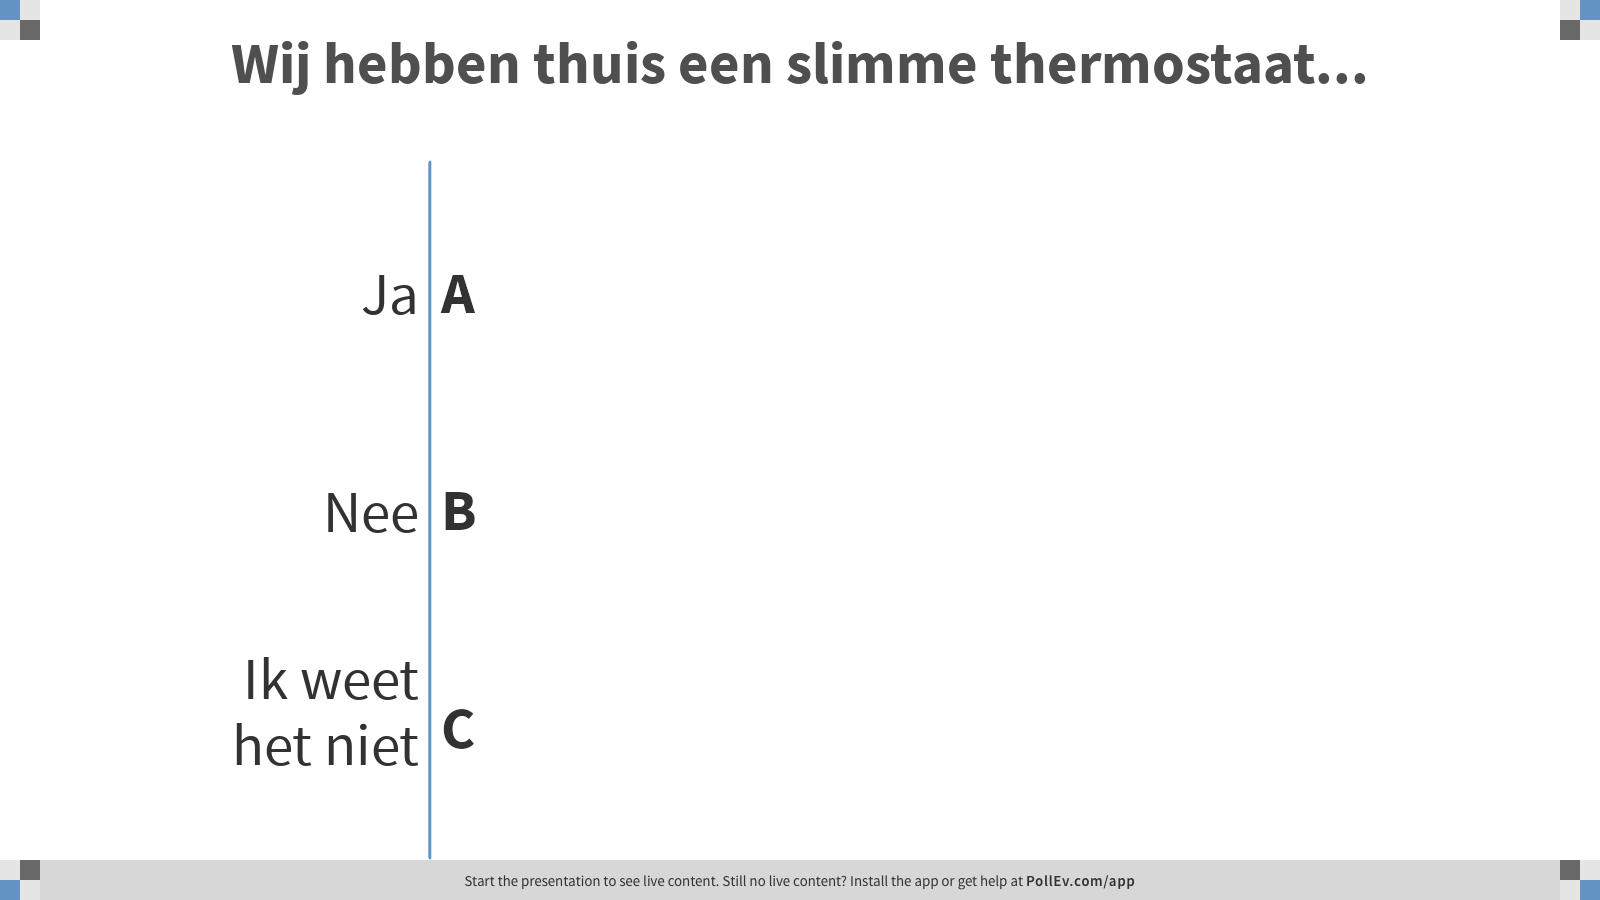 Wij hebben thuis een slimme thermostaat...
Ja A
Nee B
Ik weet
het niet
C
Start the presentation to see live content. Still no live content? Install the app or get help at PollEv.com/app